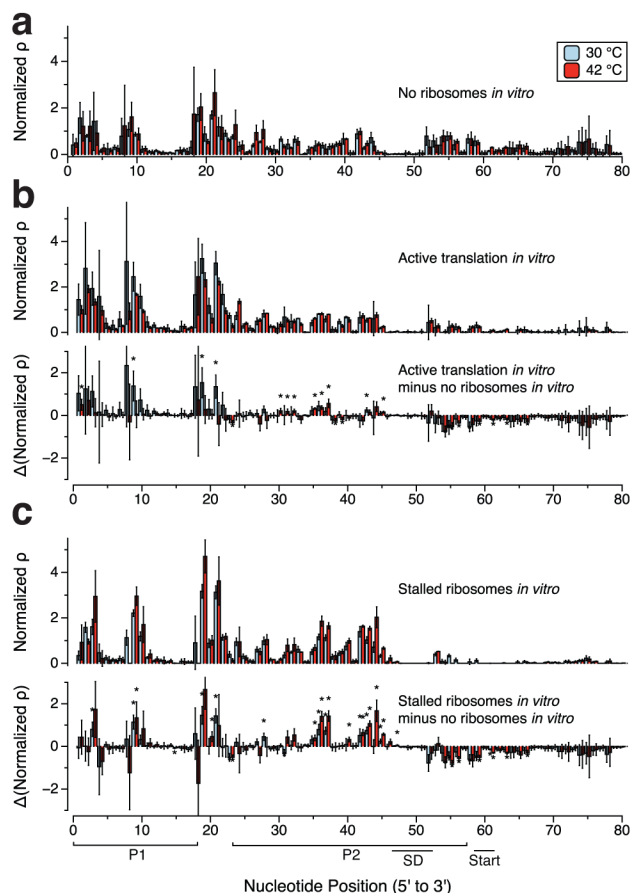 a
Normalized ρ
4
2
0
30 °C
42 °C
No ribosomes in vitro
0 10 20 30 40 50 60 70 80
b
Normalized ρ
4
2
0
Active translation in vitro
Δ(Normalized ρ)
2
0
−2
Active translation in vitro
minus no ribosomes in vitro
* * * * * * * * * * * * *
0 10 20 30 40 50 60 70 80
c
Normalized ρ
4
2
0
Stalled ribosomes in vitro
Δ(Normalized ρ)
2
0
−2
Stalled ribosomes in vitro
minus no ribosomes in vitro
0 10 20 30 40 50 60 70 80
P1 P2 SD Start
Nucleotide Position (5' to 3')